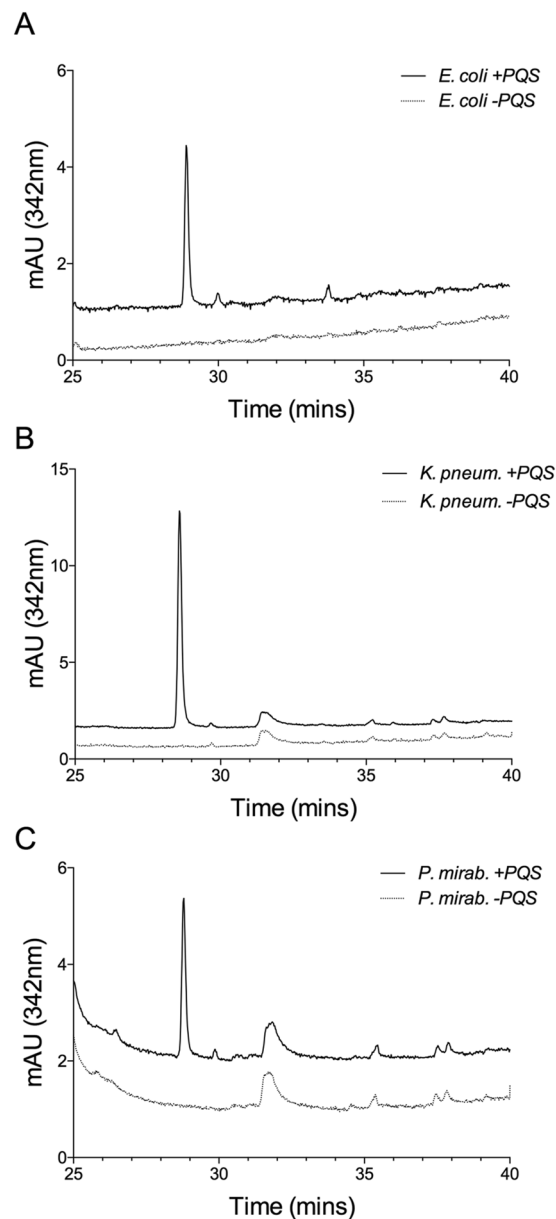 A
6
E. coli +PQS
E. coli -PQS
4
mAU (342nm)
2
0
25 30 35 40
Time (mins)
B
15
K. pneum. +PQS
K. pneum. -PQS
10
mAU (342nm)
5
0
25 30 35 40
Time (mins)
C
6
P. mirab. +PQS
P. mirab. -PQS
4
mAU (342nm)
2
0
25 30 35 40
Time (mins)